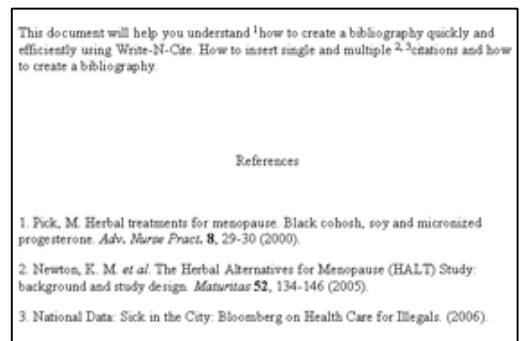 This document will help you understand ¹how to create a bibliography quickly and
efficiently using Write-N-Cite. How to insert single and multiple ²,³citations and how
to create a bibliography.
References
1. Pick, M. Herbal treatments for menopause. Black cohosh, soy and micronized
progesterone. Adv. Nurse Pract. 8, 29-30 (2000).
2. Newton, K. M. et al. The Herbal Alternatives for Menopause (HALT) Study:
background and study design. Maturitas 52, 134-146 (2005).
3. National Data: Sick in the City: Bloomberg on Health Care for Illegals. (2006).